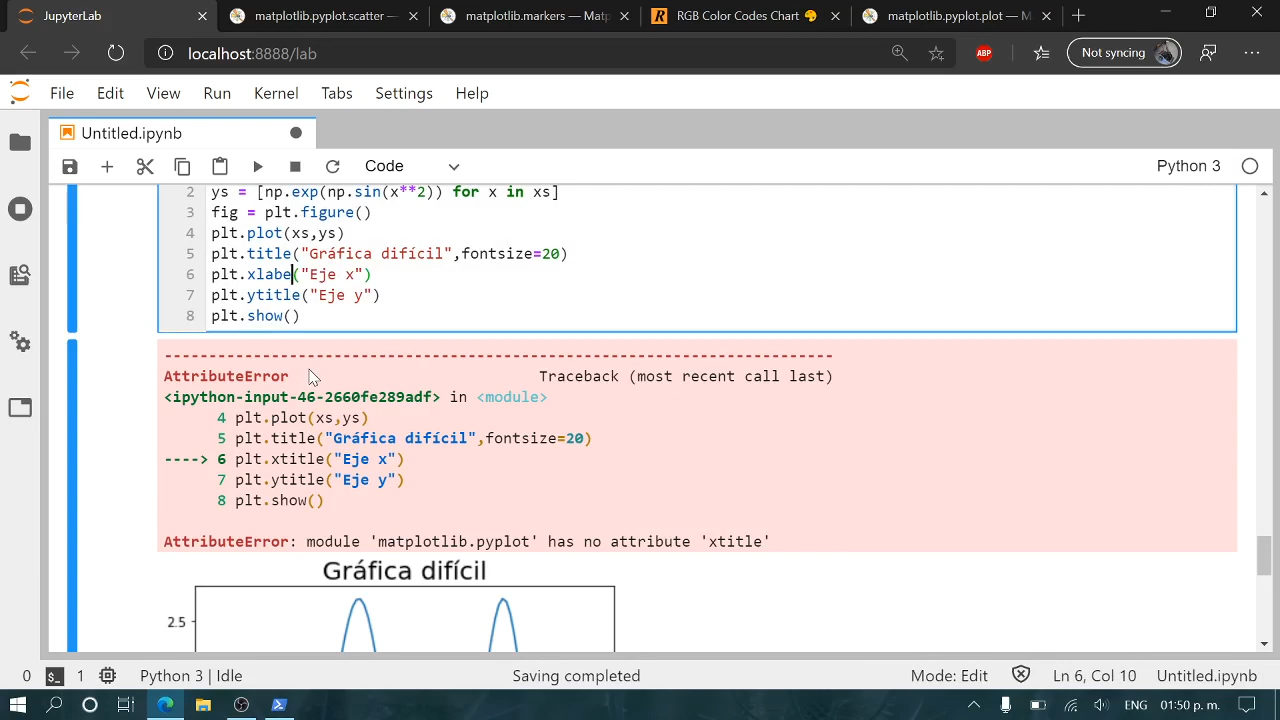 JupyterLab
matplotlib.pyplot.scatter —
matplotlib.markers — Mat
R RGB Color Codes Chart
matplotlib.pyplot.plot — M
localhost:8888/lab
ABP
Not syncing
File Edit View Run Kernel Tabs Settings Help
Untitled.ipynb
Code
Python 3
2 ys = [np.exp(np.sin(x**2)) for x in xs]
3 fig = plt.figure()
4 plt.plot(xs,ys)
5 plt.title("Gráfica difícil",fontsize=20)
6 plt.xlabe("Eje x")
7 plt.ytitle("Eje y")
8 plt.show()
---------------------------------------------------------------------------
AttributeError Traceback (most recent call last)
<ipython-input-46-2660fe289adf> in <module>
4 plt.plot(xs,ys)
5 plt.title("Gráfica difícil",fontsize=20)
----> 6 plt.xtitle("Eje x")
7 plt.ytitle("Eje y")
8 plt.show()
AttributeError: module 'matplotlib.pyplot' has no attribute 'xtitle'
Gráfica difícil
2.5
0 $_ 1 Python 3 | Idle Saving completed Mode: Edit Ln 6, Col 10 Untitled.ipynb
01:50 p. m.